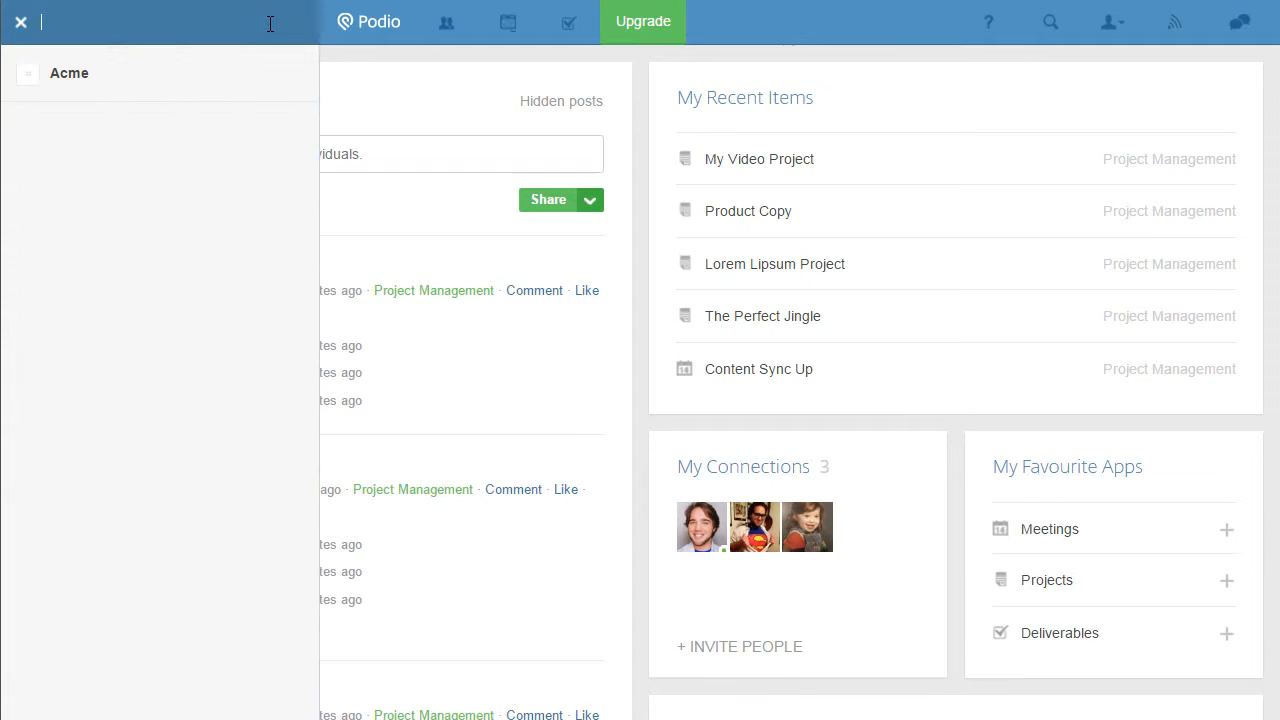 Podio
Upgrade
?
Acme
Hidden posts
viduals.
Share
tes ago · Project Management · Comment · Like
tes ago
tes ago
tes ago
ago · Project Management · Comment · Like ·
tes ago
tes ago
tes ago
tes ago · Project Management · Comment · Like
My Recent Items
My Video Project Project Management
Product Copy Project Management
Lorem Lipsum Project Project Management
The Perfect Jingle Project Management
14 Content Sync Up Project Management
My Connections 3
+ INVITE PEOPLE
My Favourite Apps
14 Meetings +
Projects +
Deliverables +